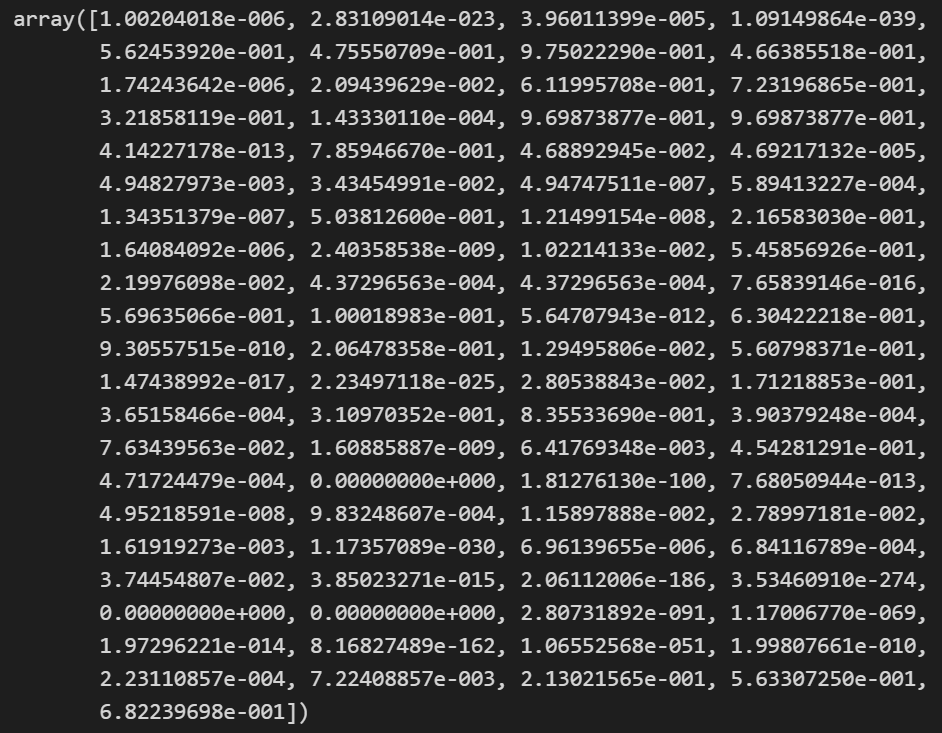 array([1.00204018e-006, 2.83109014e-023, 3.96011399e-005, 1.09149864e-039,
5.62453920e-001, 4.75550709e-001, 9.75022290e-001, 4.66385518e-001,
1.74243642e-006, 2.09439629e-002, 6.11995708e-001, 7.23196865e-001,
3.21858119e-001, 1.43330110e-004, 9.69873877e-001, 9.69873877e-001,
4.14227178e-013, 7.85946670e-001, 4.68892945e-002, 4.69217132e-005,
4.94827973e-003, 3.43454991e-002, 4.94747511e-007, 5.89413227e-004,
1.34351379e-007, 5.03812600e-001, 1.21499154e-008, 2.16583030e-001,
1.64084092e-006, 2.40358538e-009, 1.02214133e-002, 5.45856926e-001,
2.19976098e-002, 4.37296563e-004, 4.37296563e-004, 7.65839146e-016,
5.69635066e-001, 1.00018983e-001, 5.64707943e-012, 6.30422218e-001,
9.30557515e-010, 2.06478358e-001, 1.29495806e-002, 5.60798371e-001,
1.47438992e-017, 2.23497118e-025, 2.80538843e-002, 1.71218853e-001,
3.65158466e-004, 3.10970352e-001, 8.35533690e-001, 3.90379248e-004,
7.63439563e-002, 1.60885887e-009, 6.41769348e-003, 4.54281291e-001,
4.71724479e-004, 0.00000000e+000, 1.81276130e-100, 7.68050944e-013,
4.95218591e-008, 9.83248607e-004, 1.15897888e-002, 2.78997181e-002,
1.61919273e-003, 1.17357089e-030, 6.96139655e-006, 6.84116789e-004,
3.74454807e-002, 3.85023271e-015, 2.06112006e-186, 3.53460910e-274,
0.00000000e+000, 0.00000000e+000, 2.80731892e-091, 1.17006770e-069,
1.97296221e-014, 8.16827489e-162, 1.06552568e-051, 1.99807661e-010,
2.23110857e-004, 7.22408857e-003, 2.13021565e-001, 5.63307250e-001,
6.82239698e-001])